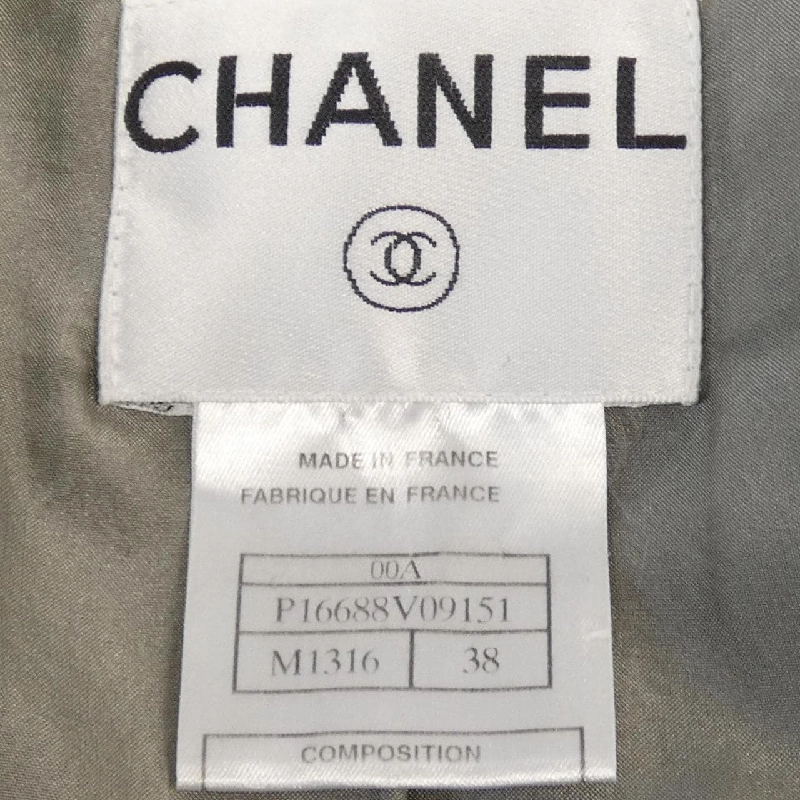 CHANEL
MADE IN FRANCE
FABRIQUE EN FRANCE
00A
P16688V09151
M1316 38
COMPOSITION